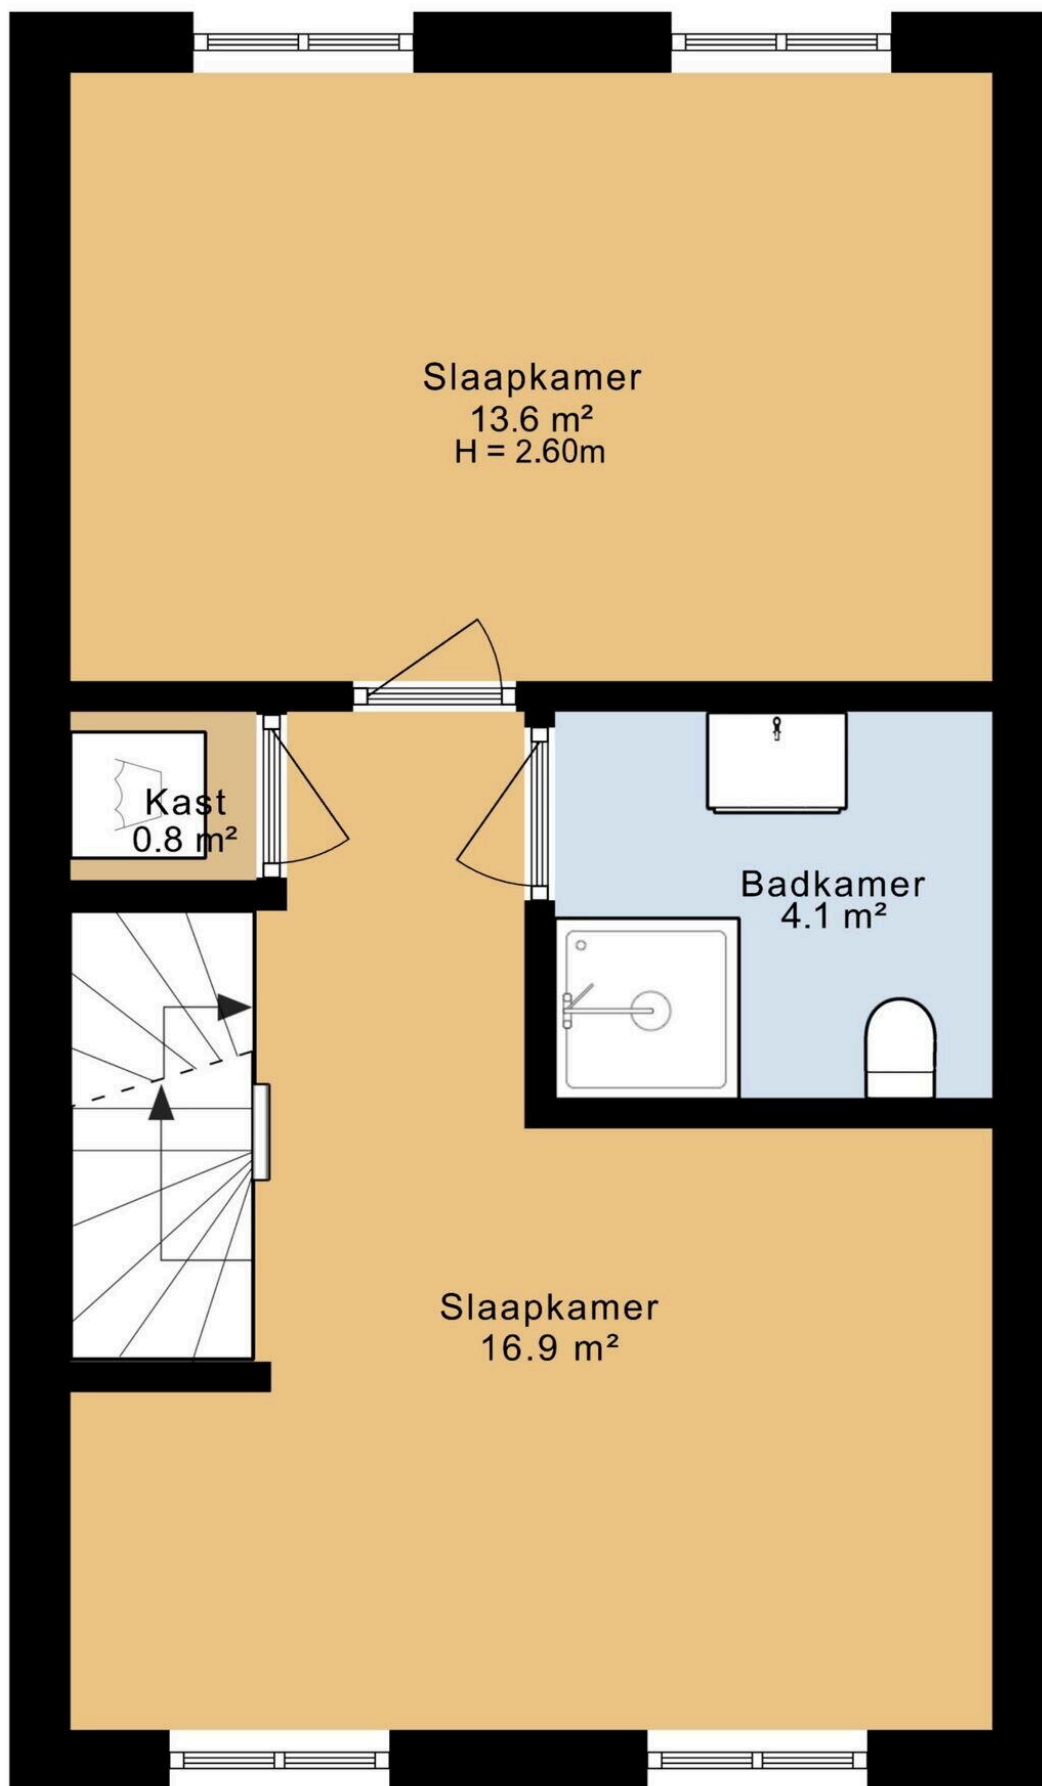 Slaapkamer
13.6 m²
H = 2.60m
Kast
0.8 m²
Badkamer
4.1 m²
Slaapkamer
16.9 m²